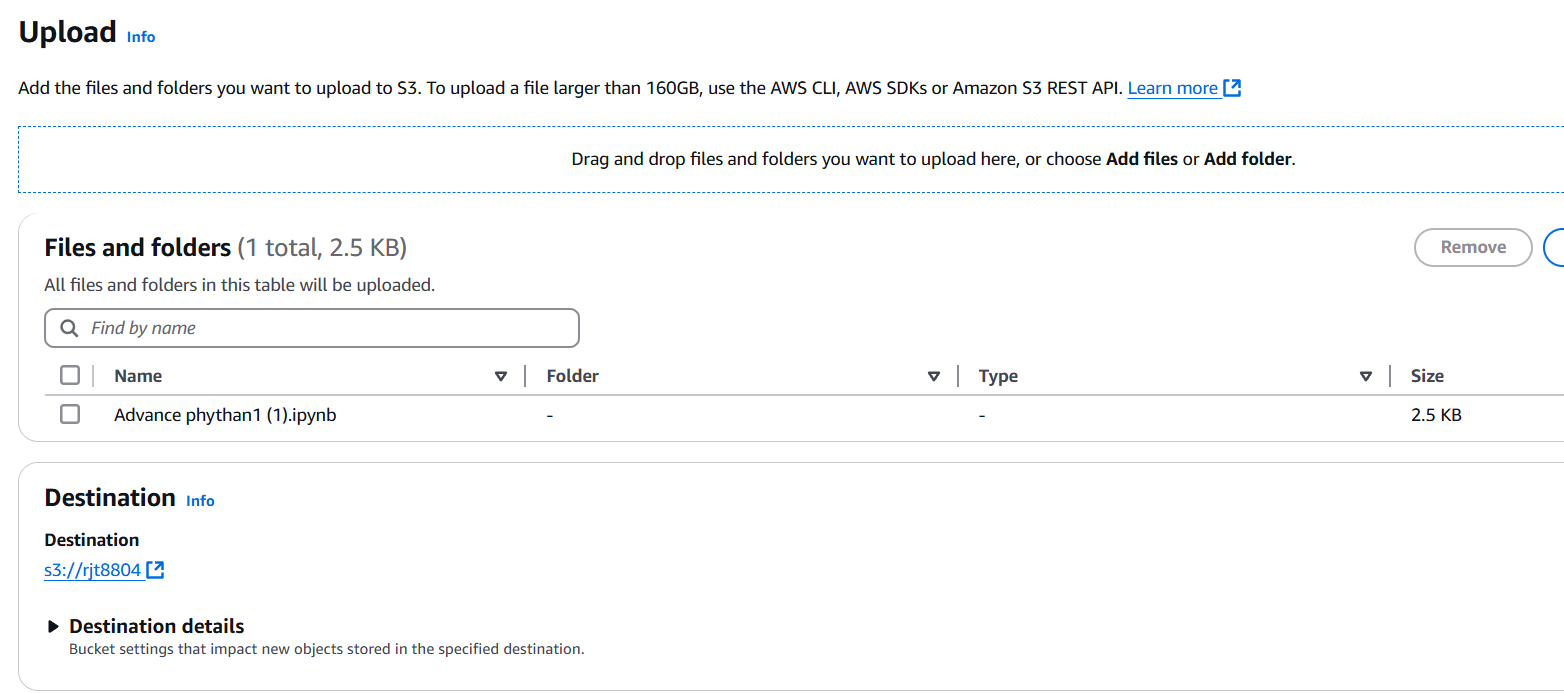 Upload Info
Add the files and folders you want to upload to S3. To upload a file larger than 160GB, use the AWS CLI, AWS SDKs or Amazon S3 REST API. Learn more
Drag and drop files and folders you want to upload here, or choose Add files or Add folder.
Files and folders (1 total, 2.5 KB)
Remove
All files and folders in this table will be uploaded.
Find by name
Name Folder Type Size
Advance phythan1 (1).ipynb - - 2.5 KB
Destination Info
Destination
s3://rjt8804
Destination details
Bucket settings that impact new objects stored in the specified destination.